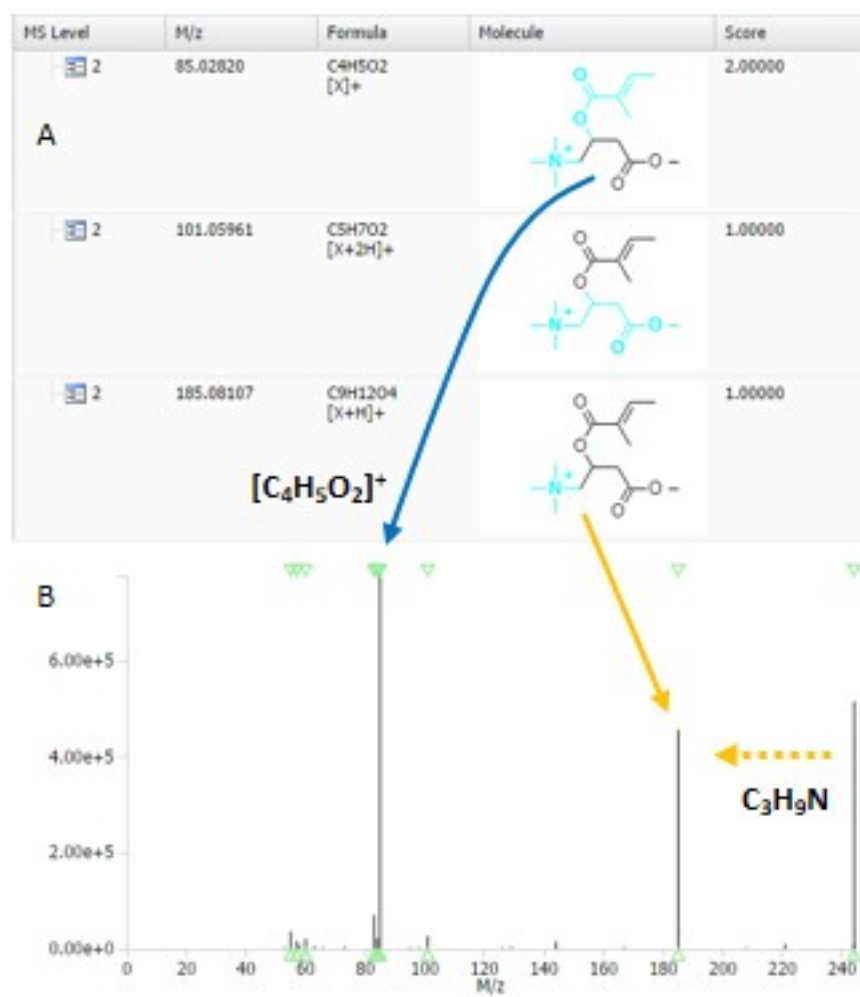 MS Level M/z Formula Molecule Score
2 85.02820 C4H5O2 2.00000
[X]+
A
2 101.05961 C5H7O2 1.00000
[X+2H]+
2 185.08107 C9H12O4 1.00000
[X+H]+
[C₄H₅O₂]⁺
B
6.00e+5
4.00e+5
C₃H₉N
2.00e+5
0.00e+0
0 20 40 60 80 100 120 140 160 180 200 220 240
M/z